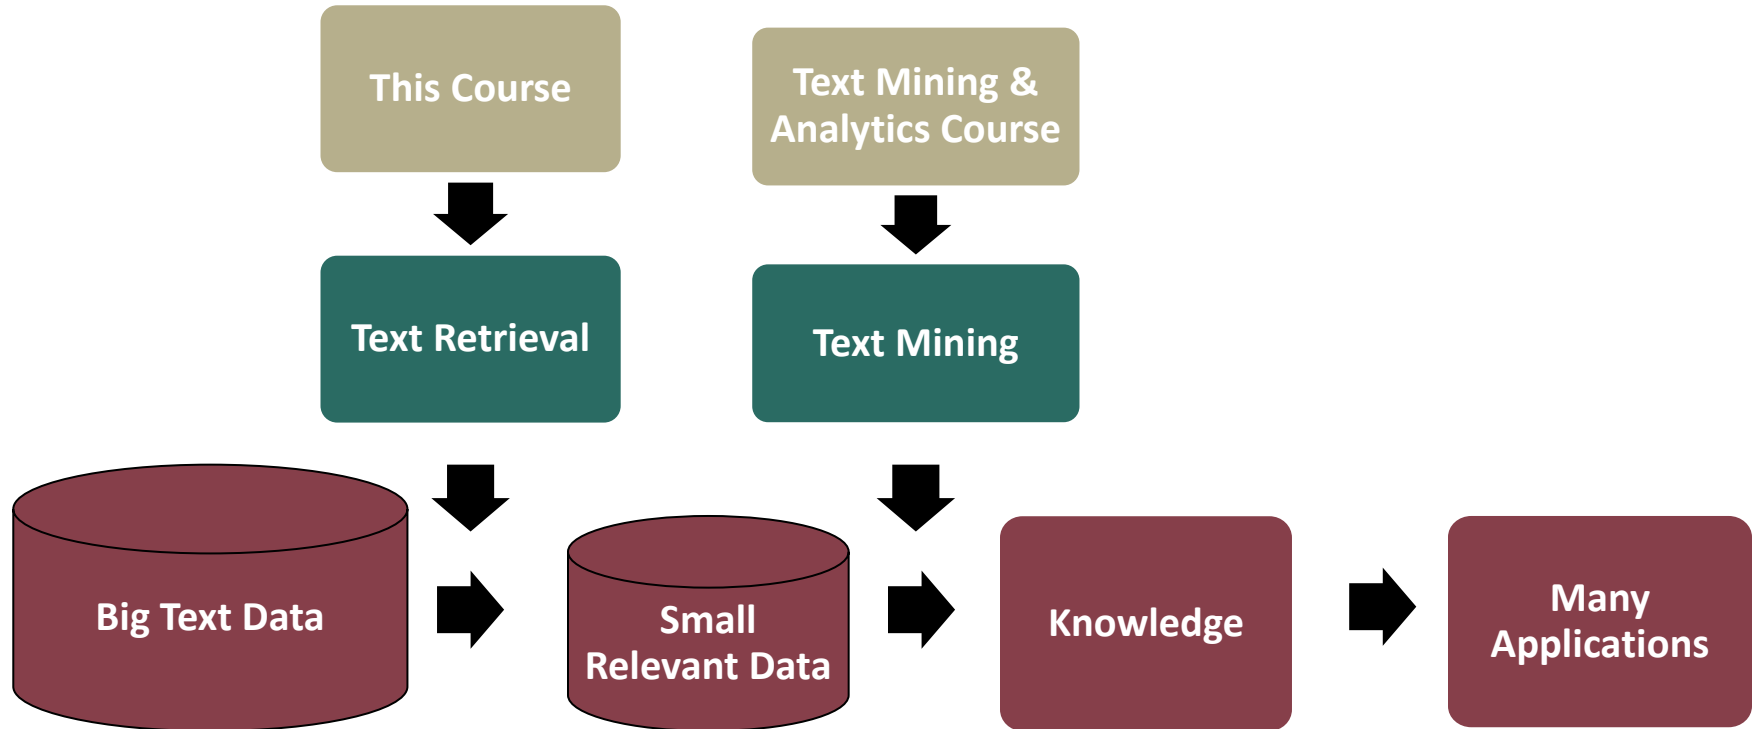 This Course
Text Mining &
Analytics Course
Text Retrieval
Text Mining
Big Text Data
Small
Relevant Data
Knowledge
Many
Applications